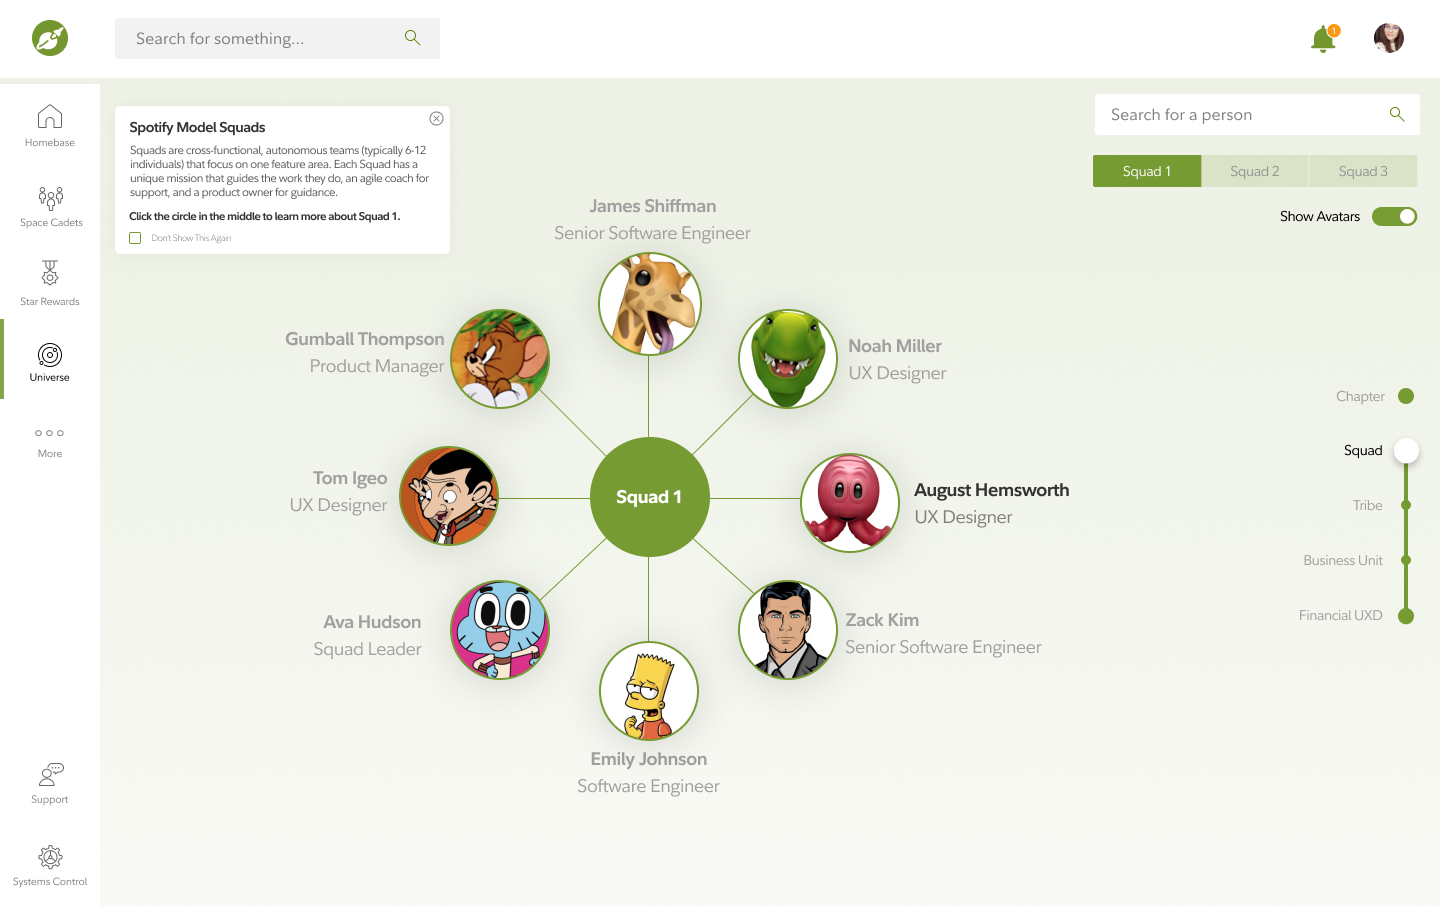 Search for something...
1
Homebase
Space Cadets
Star Rewards
Universe
More
Support
Systems Control
Spotify Model Squads
Squads are cross-functional, autonomous teams (typically 6-12
individuals) that focus on one feature area. Each Squad has a
unique mission that guides the work they do, an agile coach for
support, and a product owner for guidance.
Click the circle in the middle to learn more about Squad 1.
Don't Show This Again
Search for a person
Squad 1
Squad 2
Squad 3
Show Avatars
James Shiffman
Senior Software Engineer
Gumball Thompson
Product Manager
Noah Miller
UX Designer
Tom Igeo
UX Designer
Squad 1
August Hemsworth
UX Designer
Ava Hudson
Squad Leader
Zack Kim
Senior Software Engineer
Emily Johnson
Software Engineer
Chapter
Squad
Tribe
Business Unit
Financial UXD